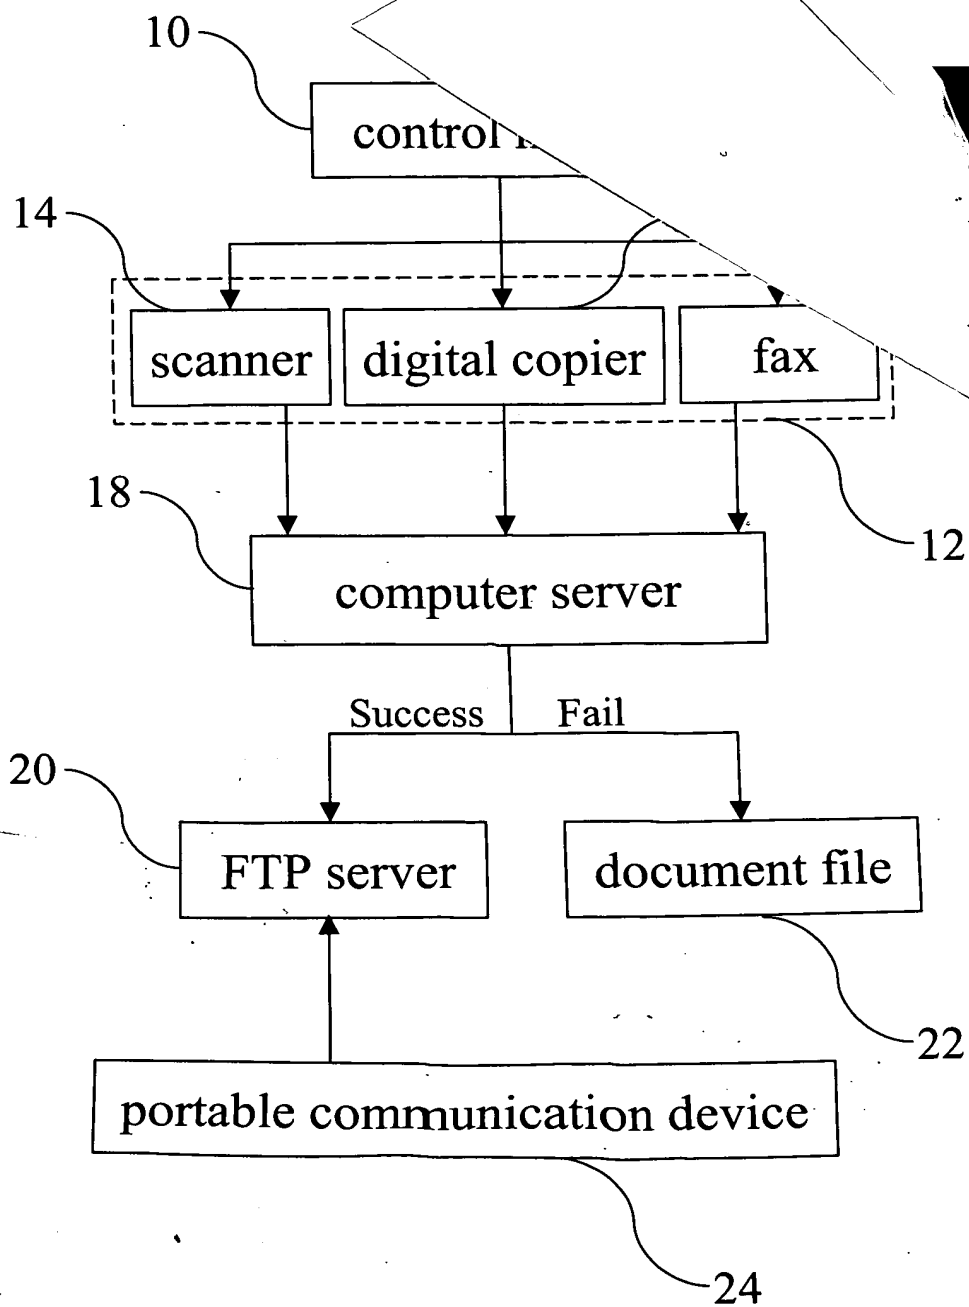 10
control
14
scanner
digital copier
fax
18
12
computer server
Success
Fail
20
FTP server
document file
22
portable communication device
24